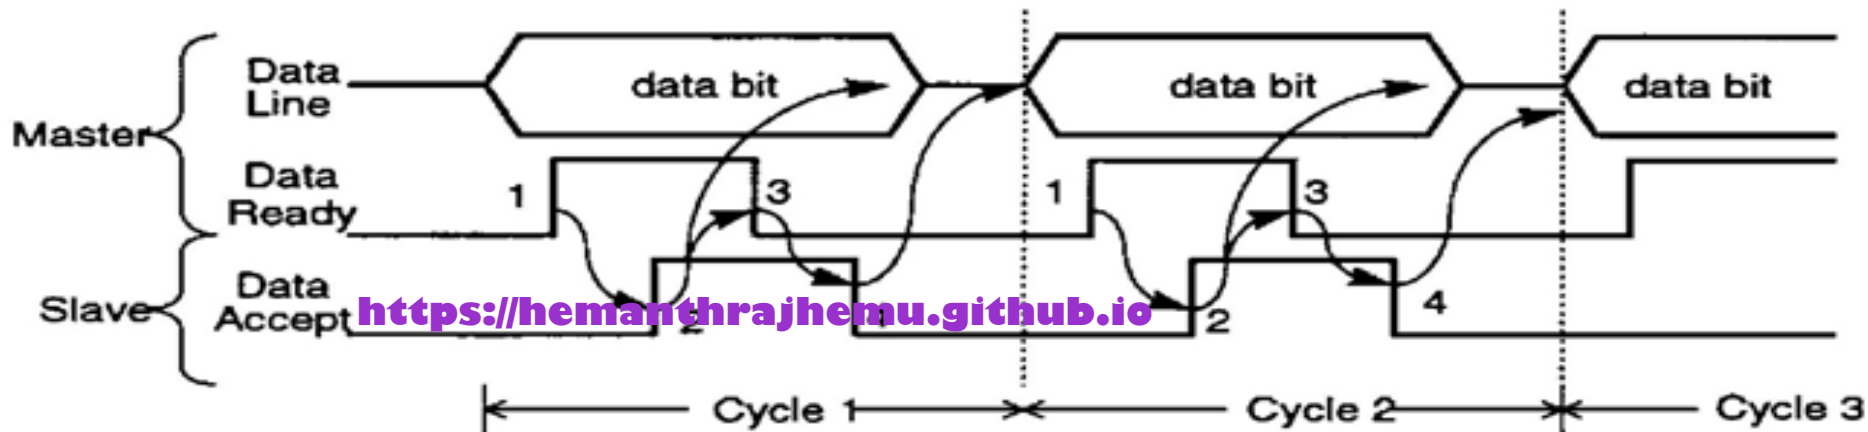 Data
Line
data bit
data bit
data bit
Master
Data
Ready
1
3
1
3
Slave
Data
Accept
https://hemanthrajhemu.github.io
2
2
4
Cycle 1
Cycle 2
Cycle 3